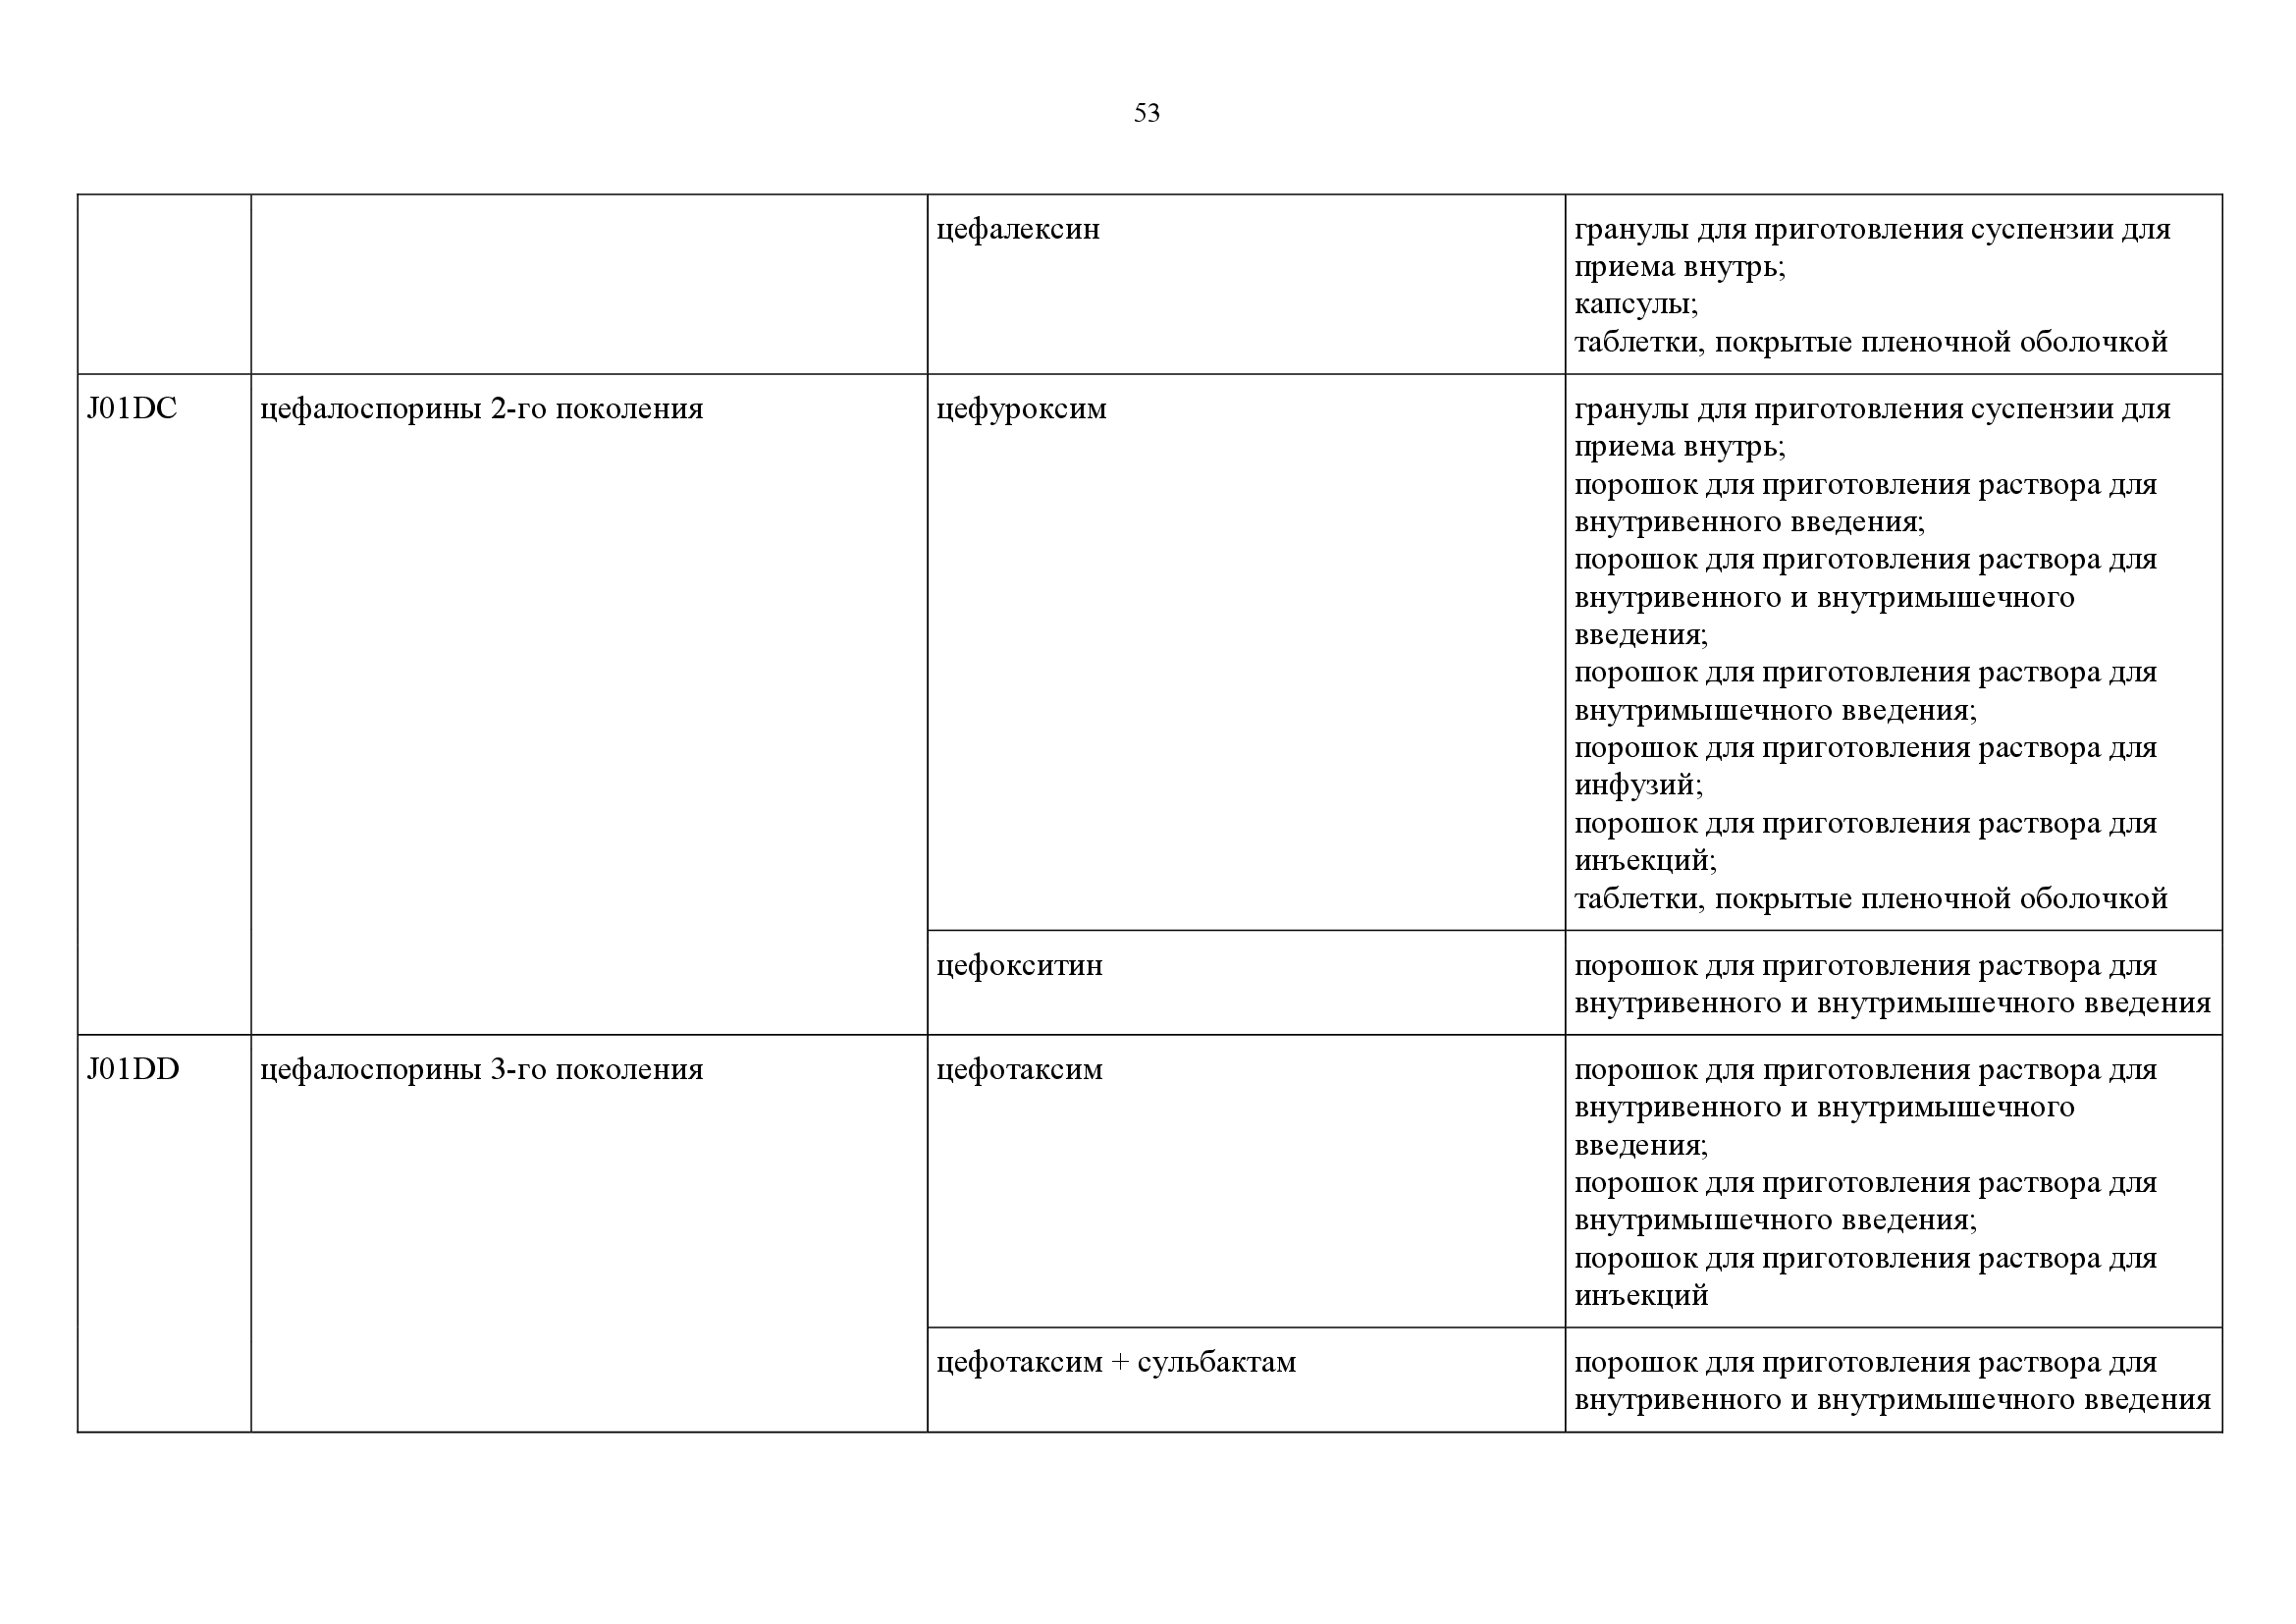 53
цефалексин
гранулы для приготовления суспензии для
приема внутрь;
капсулы;
таблетки, покрытые пленочной оболочкой
J01DC
цефалоспорины 2-го поколения
цефуроксим
гранулы для приготовления суспензии для
приема внутрь;
порошок для приготовления раствора для
внутривенного введения;
порошок для приготовления раствора для
внутривенного и внутримышечного
введения;
порошок для приготовления раствора для
внутримышечного введения;
порошок для приготовления раствора для
инфузий;
порошок для приготовления раствора для
инъекций;
таблетки, покрытые пленочной оболочкой
цефокситин
порошок для приготовления раствора для
внутривенного и внутримышечного введения
J01DD
цефалоспорины 3-го поколения
цефотаксим
порошок для приготовления раствора для
внутривенного и внутримышечного
введения;
порошок для приготовления раствора для
внутримышечного введения;
порошок для приготовления раствора для
инъекций
цефотаксим + сульбактам
порошок для приготовления раствора для
внутривенного и внутримышечного введения